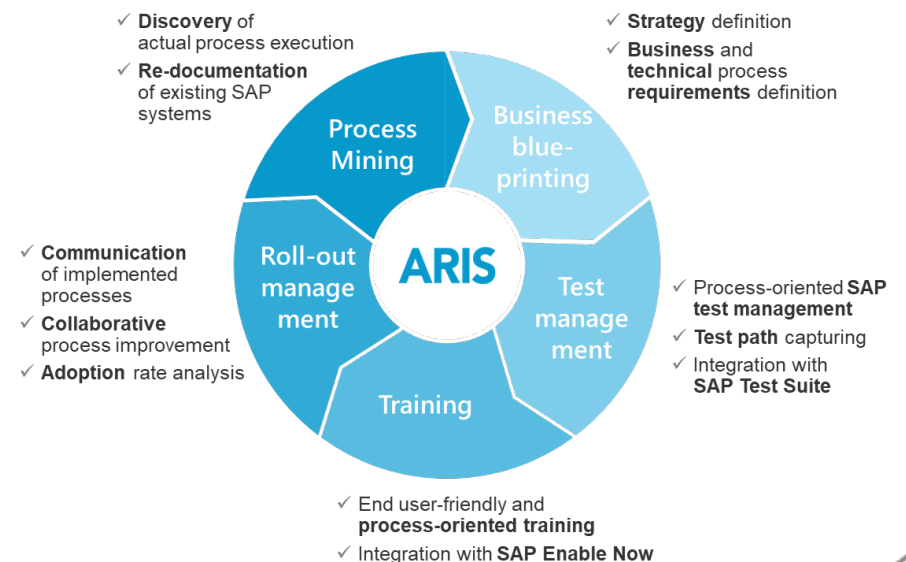 ✓ Discovery of
actual process execution
✓ Re-documentation
of existing SAP
systems
✓ Strategy definition
✓ Business and
technical process
requirements definition
Process
Mining
Business
blue-
printing
✓ Communication
of implemented
processes
✓ Collaborative
process improvement
✓ Adoption rate analysis
Roll-out
manage
ment
ARIS
Test
manage
ment
✓ Process-oriented SAP
test management
✓ Test path capturing
✓ Integration with
SAP Test Suite
Training
✓ End user-friendly and
process-oriented training
✓ Integration with SAP Enable Now